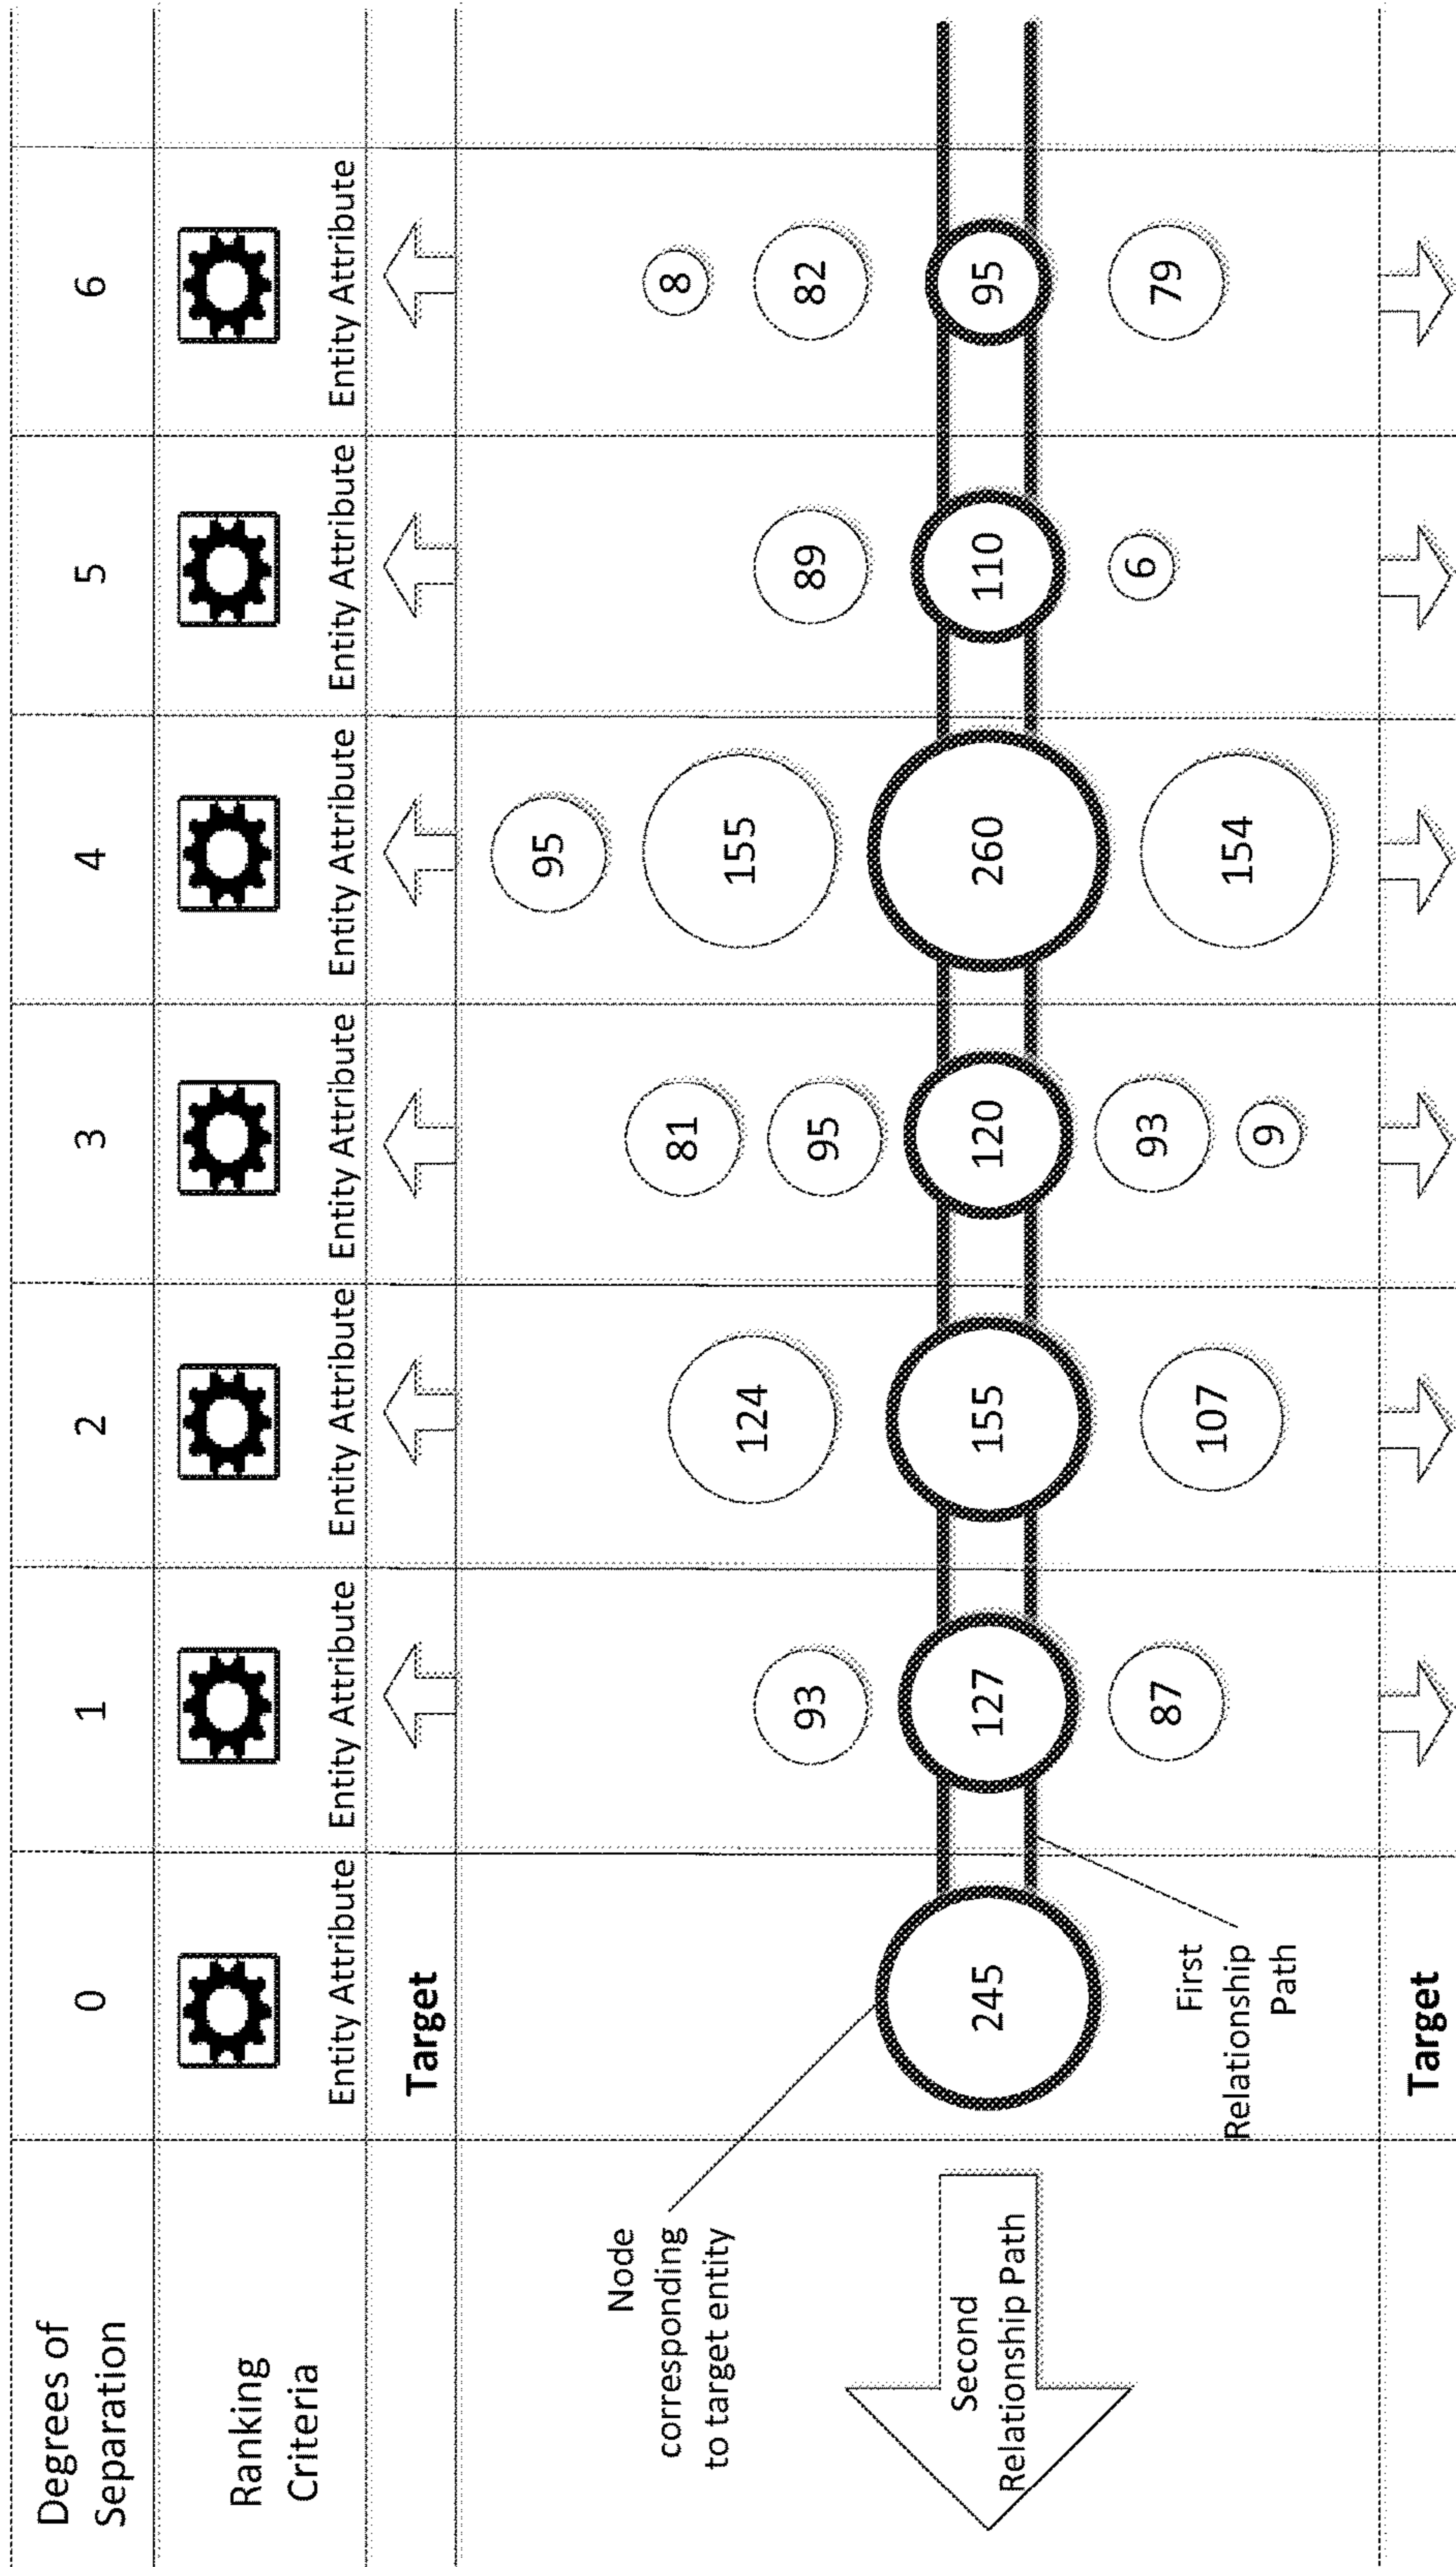 Degrees of
Separation
0
1
2
3
4
5
6
Ranking
Criteria
Entity Attribute
Entity Attribute
Entity Attribute
Entity Attribute
Entity Attribute
Entity Attribute
Entity Attribute
Target
Node
corresponding
to target entity
Second
Relationship Path
245
First
Relationship
Path
93
127
87
124
155
107
81
95
120
93
9
95
155
260
154
89
110
6
8
82
95
79
Target